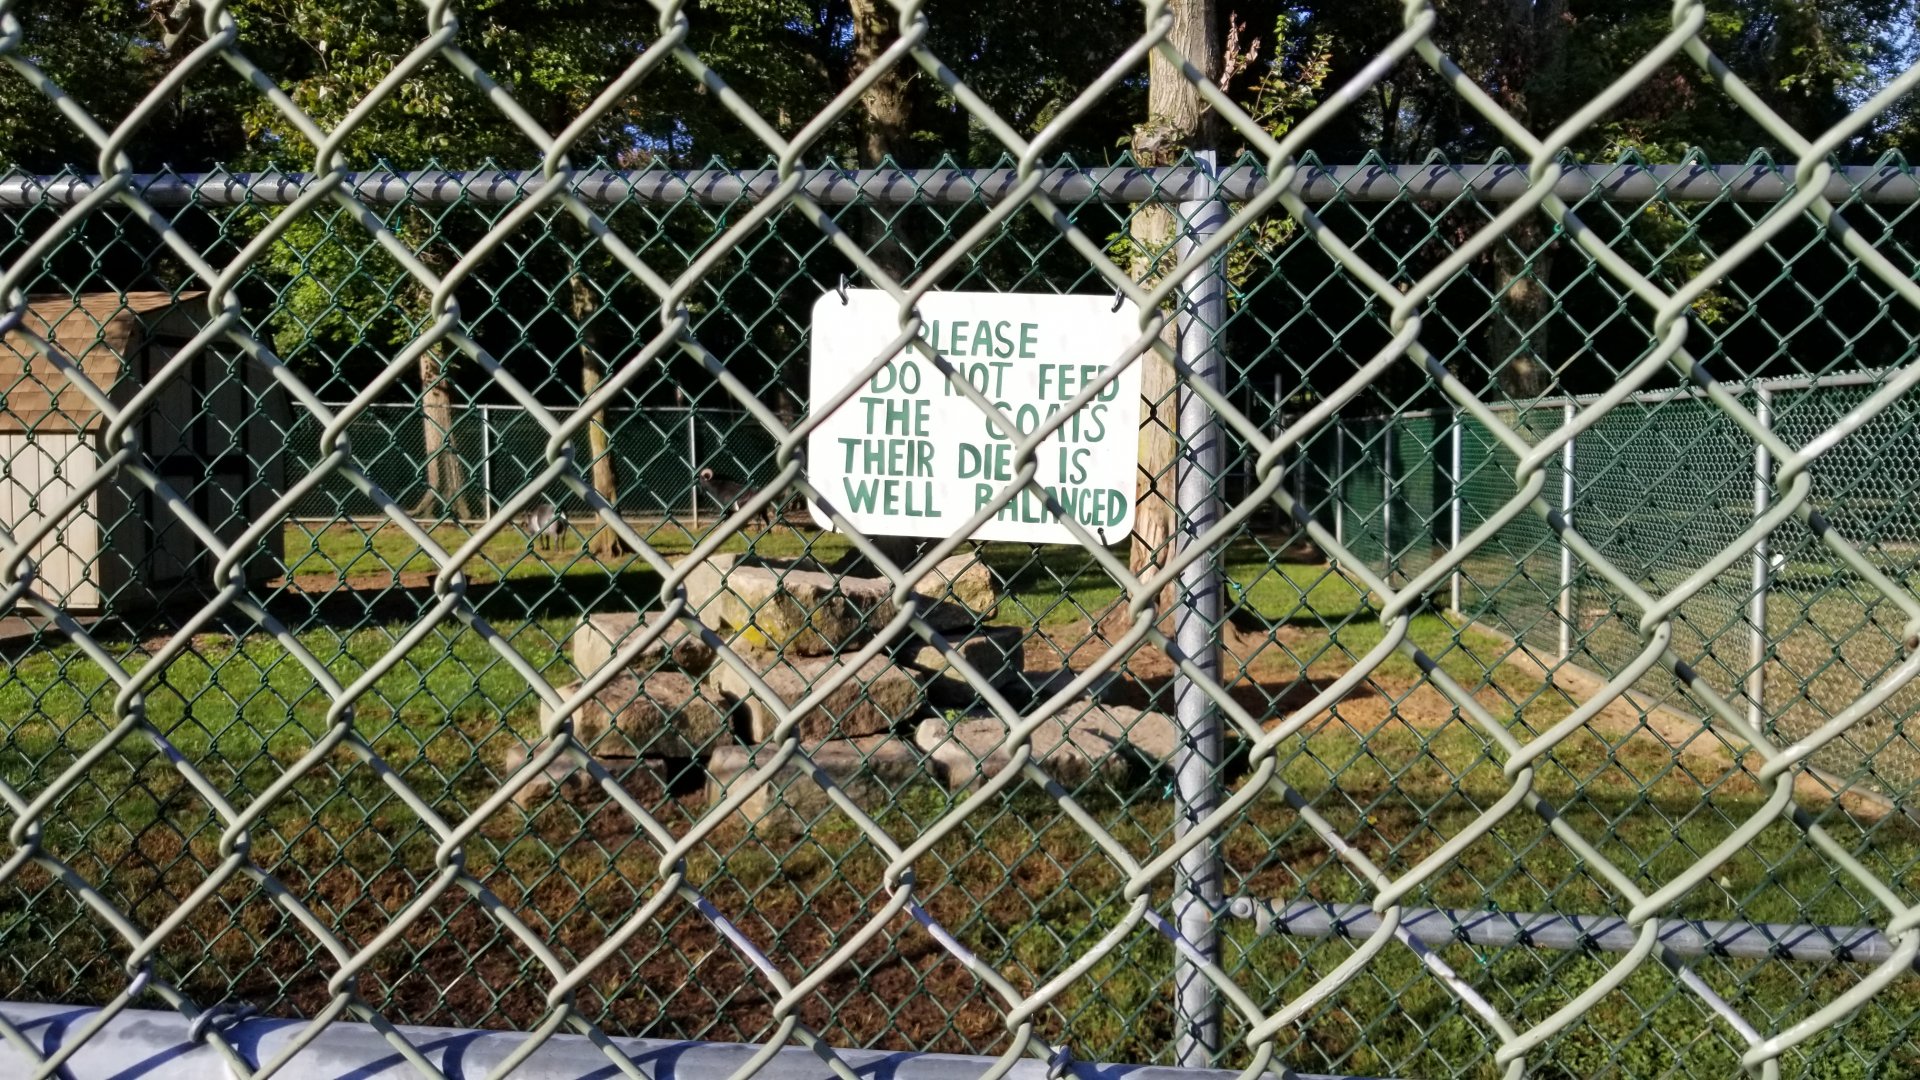 PLEASE
DO NOT FEED
THE GOATS
THEIR DIET IS
WELL BALANCED